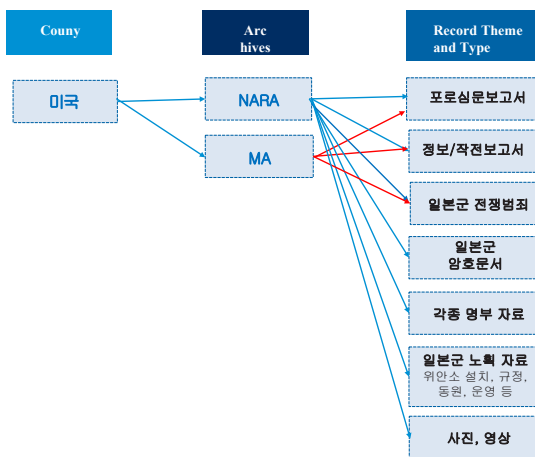 Couny
Arc
hives
Record Theme
and Type
미국
NARA
MA
포로심문보고서
정보/작전보고서
일본군 전쟁범죄
일본군
암호문서
각종 명부 자료
일본군 노획 자료
위안소 설치, 규정,
동원, 운영 등
사진, 영상